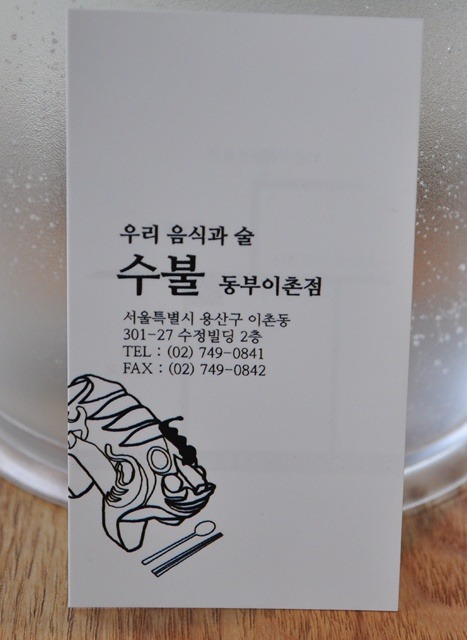 우리 음식과 술
수불 동부이촌점
서울특별시 용산구 이촌동
301-27 수정빌딩 2층
TEL : (02) 749-0841
FAX : (02) 749-0842